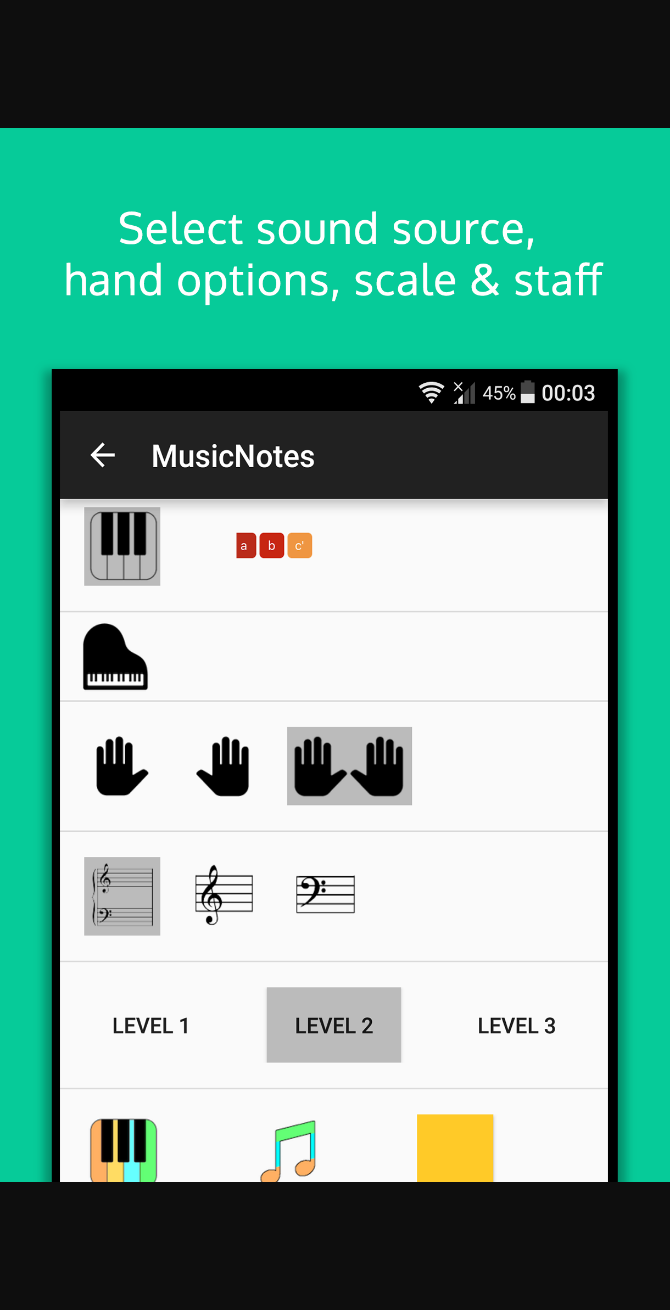 Select sound source,
hand options, scale & staff
45% 00:03
MusicNotes
a b c'
LEVEL 1 LEVEL 2 LEVEL 3